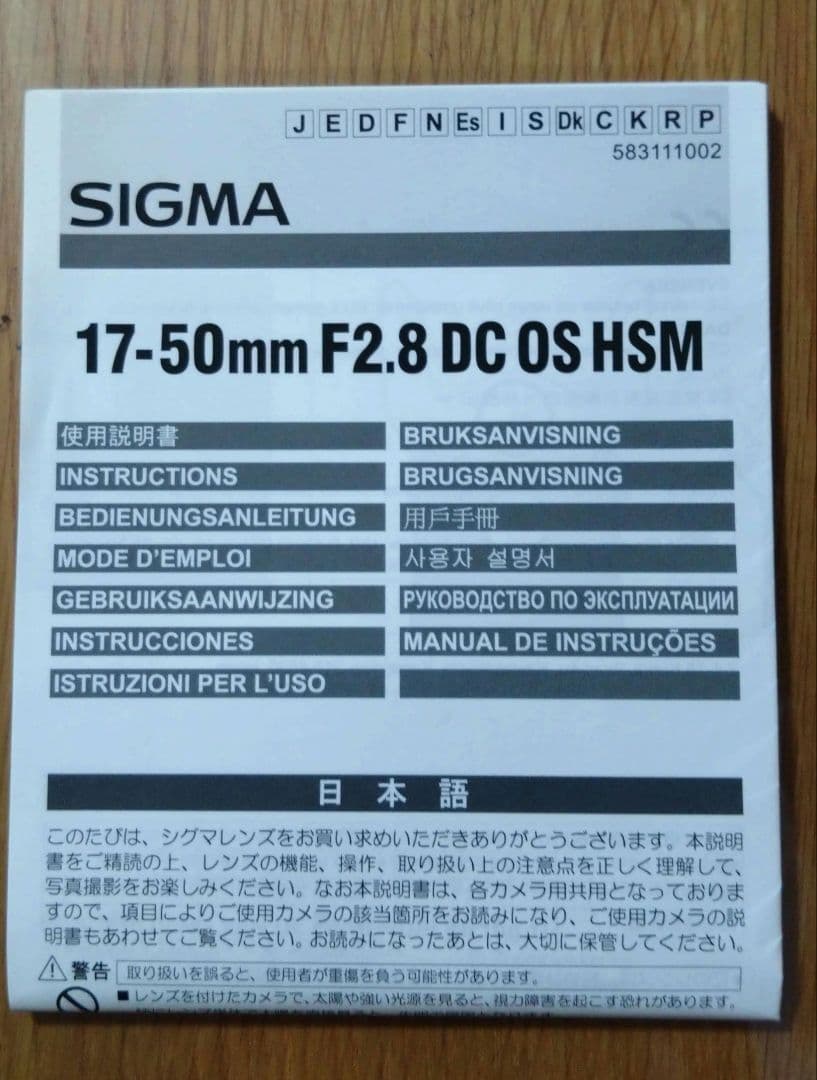 J E D F N Es I S Dk C K R P
583111002
SIGMA
17-50mm F2.8 DC OS HSM
使用説明書
INSTRUCTIONS
BEDIENUNGSANLEITUNG
MODE D'EMPLOI
GEBRUIKSAANWIJZING
INSTRUCCIONES
ISTRUZIONI PER L'USO
BRUKSANVISNING
BRUGSANVISNING
用戶手冊
사용자 설명서
РУКОВОДСТВО ПО ЭКСПЛУАТАЦИИ
MANUAL DE INSTRUÇÕES
日本語
このたびは、シグマレンズをお買い求めいただきありがとうございます。本説明
書をご精読の上、レンズの機能、操作、取り扱い上の注意点を正しく理解して、
写真撮影をお楽しみください。なお本説明書は、各カメラ用共用となっておりま
すので、項目によりご使用カメラの該当箇所をお読みになり、ご使用カメラの説
明書もあわせてご覧ください。お読みになったあとは、大切に保管してください。
警告 取り扱いを誤ると、使用者が重傷を負う可能性があります。
■レンズを付けたカメラで、太陽や強い光源を見ると、視力障害を起こす恐れがあります。